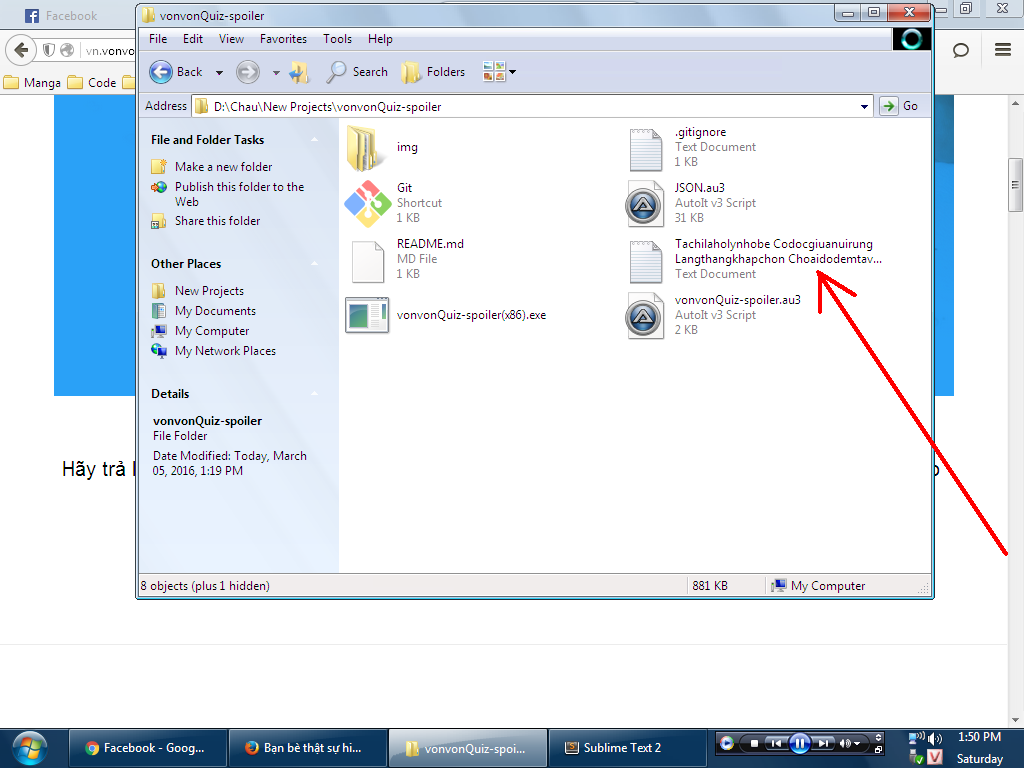 Facebook
vonvonQuiz-spoiler
File Edit View Favorites Tools Help
vn.vonvo
Back Search Folders
Manga Code
Address D:\Chau\New Projects\vonvonQuiz-spoiler Go
File and Folder Tasks
Make a new folder
Publish this folder to the
Web
Share this folder
Other Places
New Projects
My Documents
My Computer
My Network Places
Details
vonvonQuiz-spoiler
File Folder
Date Modified: Today, March
05, 2016, 1:19 PM
img
Git
Shortcut
1 KB
README.md
MD File
1 KB
vonvonQuiz-spoiler(x86).exe
.gitignore
Text Document
1 KB
JSON.au3
AutoIt v3 Script
31 KB
Tachilaholynhobe Codocgiuanuirung
Langthangkhapchon Choaidodemtav...
Text Document
vonvonQuiz-spoiler.au3
AutoIt v3 Script
2 KB
Hãy trả
8 objects (plus 1 hidden) 881 KB My Computer
Facebook - Goog... Bạn bè thật sự hi... vonvonQuiz-spoi... Sublime Text 2
1:50 PM
Saturday